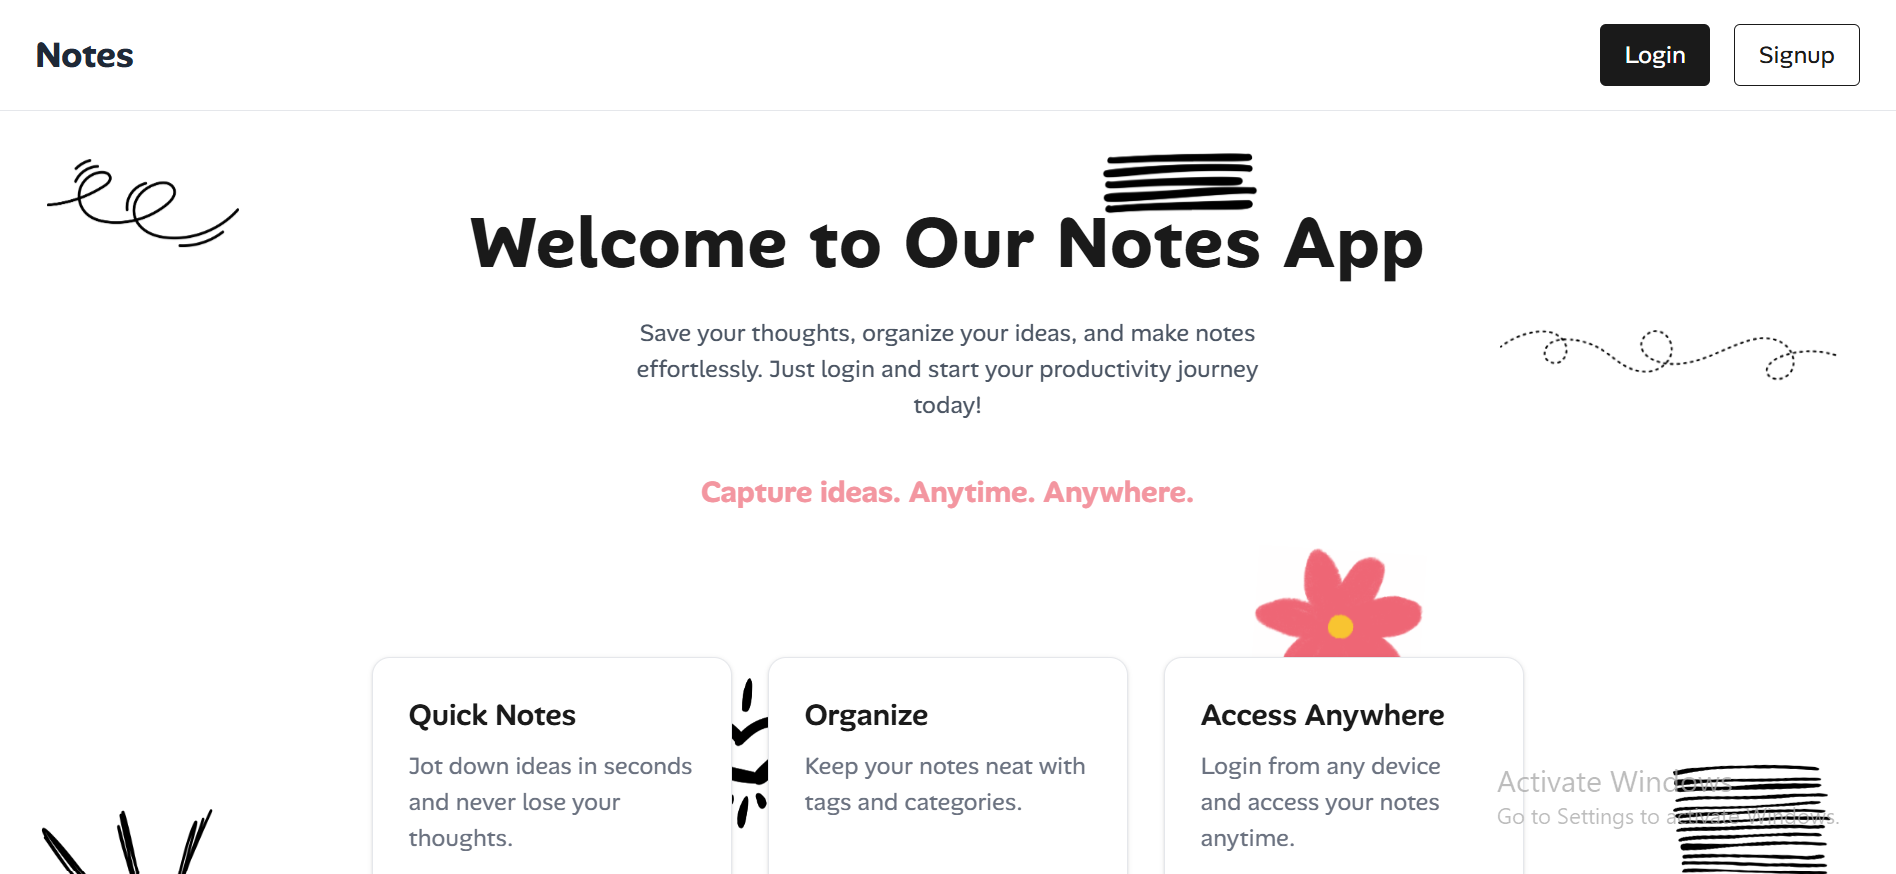 Notes
Login
Signup
Welcome to Our Notes App
Save your thoughts, organize your ideas, and make notes
effortlessly. Just login and start your productivity journey
today!
Capture ideas. Anytime. Anywhere.
Quick Notes
Jot down ideas in seconds
and never lose your
thoughts.
Organize
Keep your notes neat with
tags and categories.
Access Anywhere
Login from any device
and access your notes
anytime.
Activate Windows
Go to Settings to activate Windows.